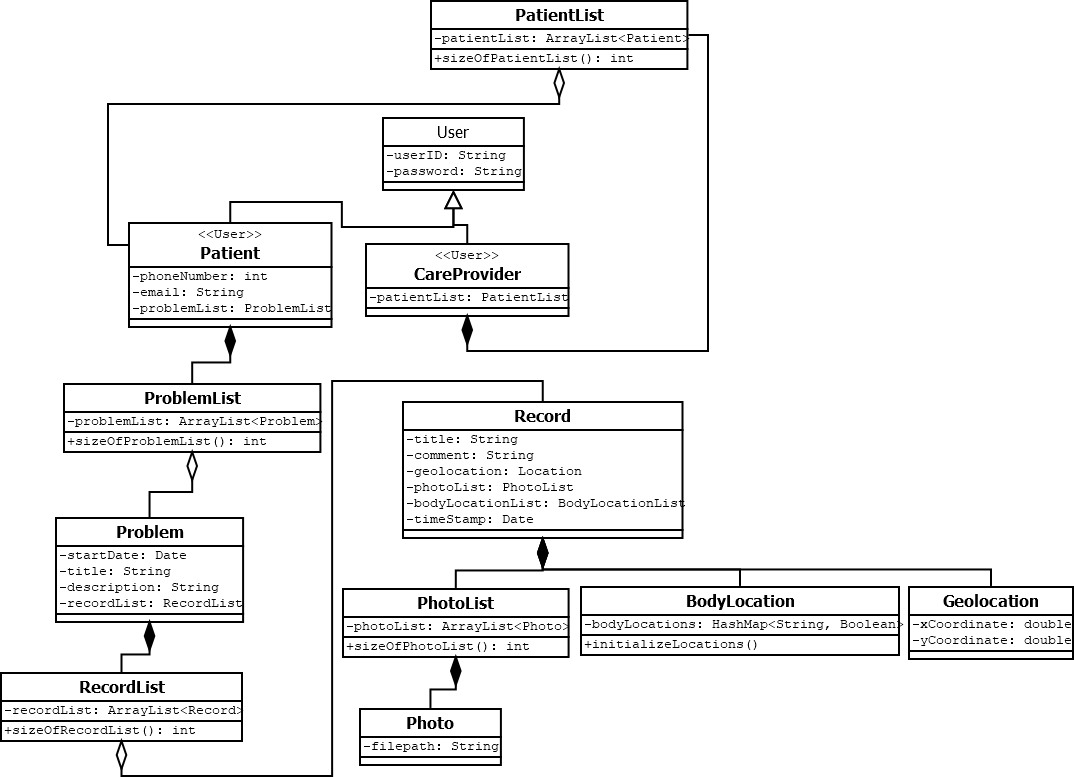 PatientList
-patientList: ArrayList<Patient>
+sizeOfPatientList(): int
User
-userID: String
-password: String
<<User>>
Patient
-phoneNumber: int
-email: String
-problemList: ProblemList
<<User>>
CareProvider
-patientList: PatientList
ProblemList
-problemList: ArrayList<Problem>
+sizeOfProblemList(): int
Record
-title: String
-comment: String
-geolocation: Location
-photoList: PhotoList
-bodyLocationList: BodyLocationList
-timeStamp: Date
Problem
-startDate: Date
-title: String
-description: String
-recordList: RecordList
PhotoList
-photoList: ArrayList<Photo>
+sizeOfPhotoList(): int
BodyLocation
-bodyLocations: HashMap<String, Boolean>
+initializeLocations()
Geolocation
-xCoordinate: double
-yCoordinate: double
RecordList
-recordList: ArrayList<Record>
+sizeOfRecordList(): int
Photo
-filepath: String